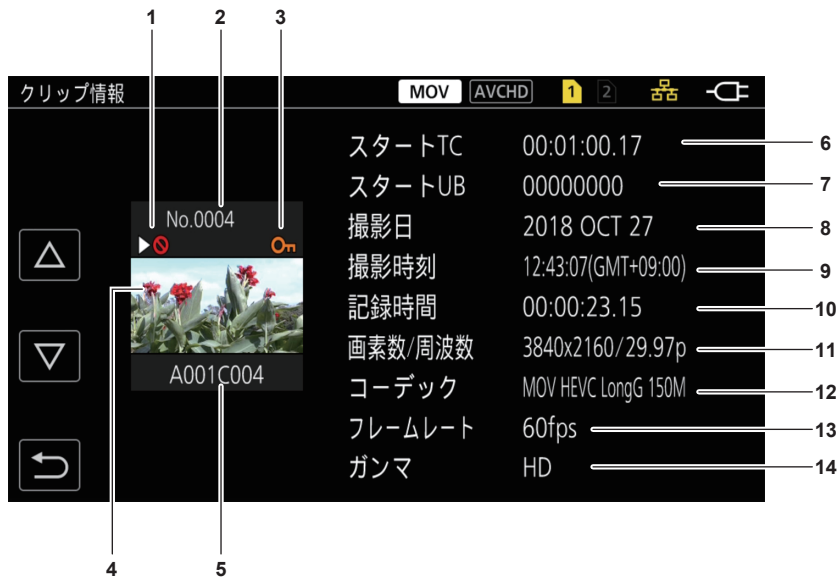 1 2 3
クリップ情報 MOV AVCHD 1 2
スタートTC 00:01:00.17 6
スタートUB 00000000 7
No.0004
撮影日 2018 OCT 27 8
撮影時刻 12:43:07(GMT+09:00) 9
記録時間 00:00:23.15 10
画素数/周波数 3840x2160/29.97p 11
A001C004
コーデック MOV HEVC LongG 150M 12
フレームレート 60fps 13
ガンマ HD 14
4 5